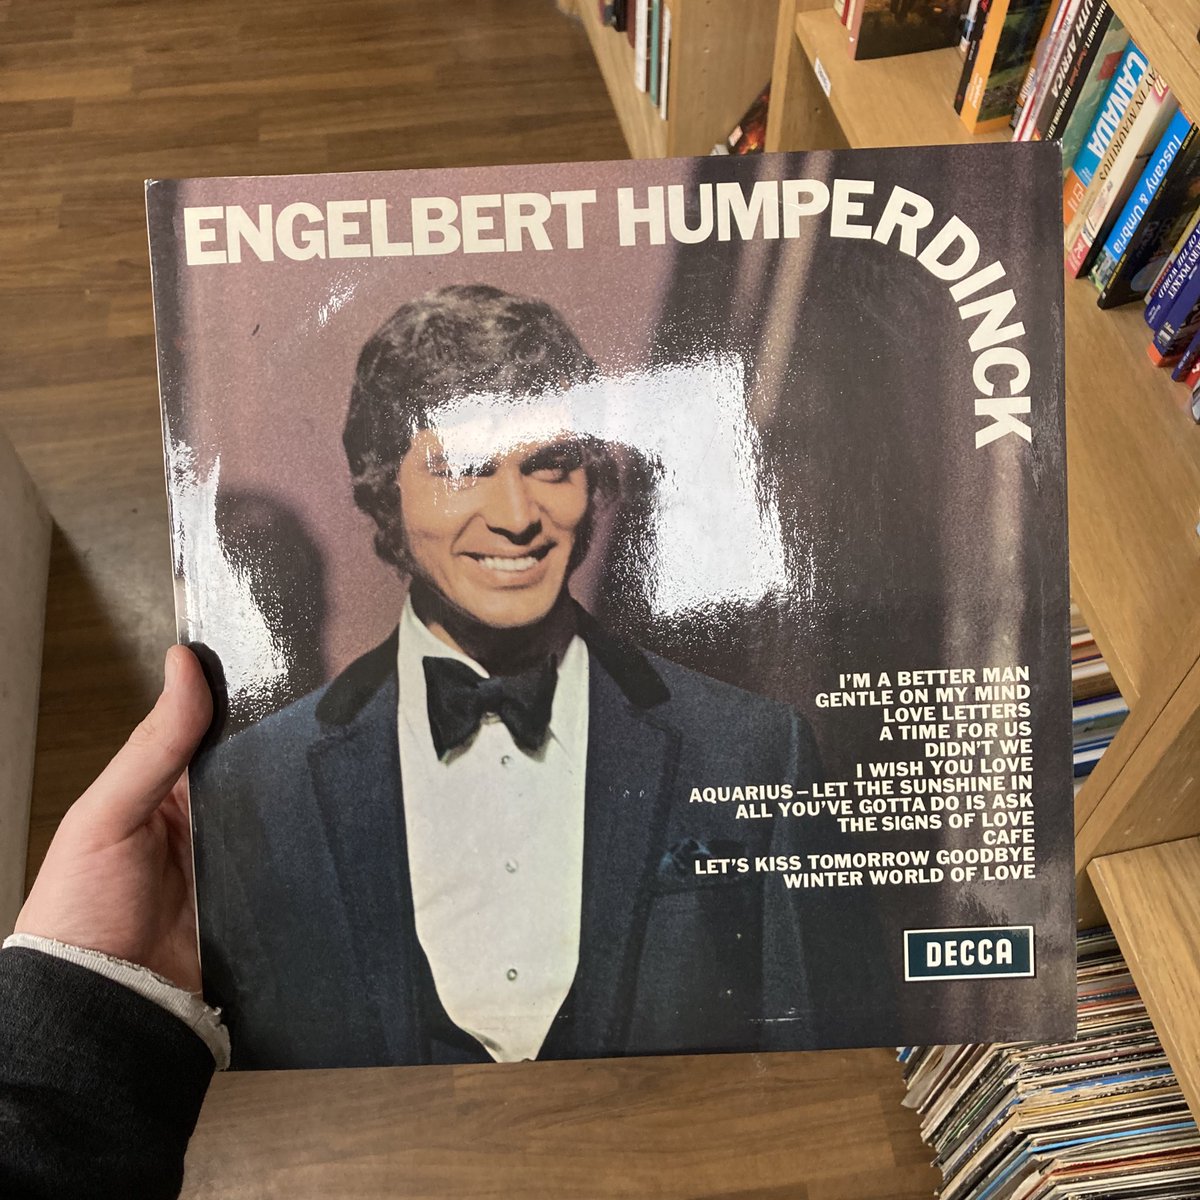 ENGELBERT HUMPERDINCK
I'M A BETTER MAN
GENTLE ON MY MIND
LOVE LETTERS
A TIME FOR US
DIDN'T WE
I WISH YOU LOVE
AQUARIUS – LET THE SUNSHINE IN
ALL YOU'VE GOTTA DO IS ASK
THE SIGNS OF LOVE
CAFE
LET'S KISS TOMORROW GOODBYE
WINTER WORLD OF LOVE
DECCA
CANADA
Tuscany & Umbria